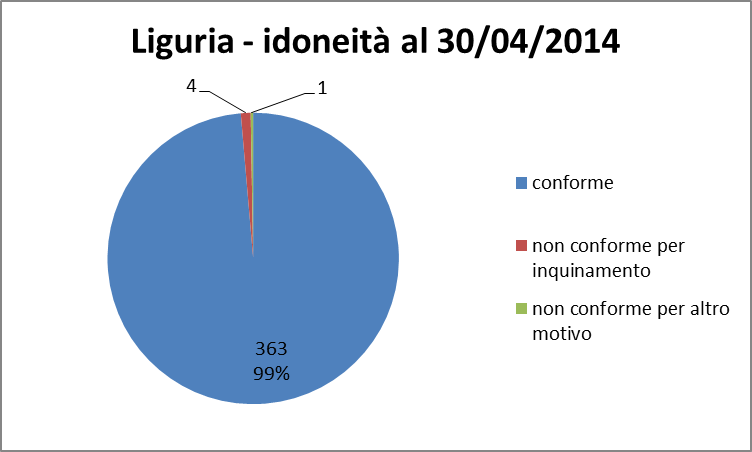 Liguria - idoneità al 30/04/2014
4
1
conforme
non conforme per
inquinamento
non conforme per altro
motivo
363
99%